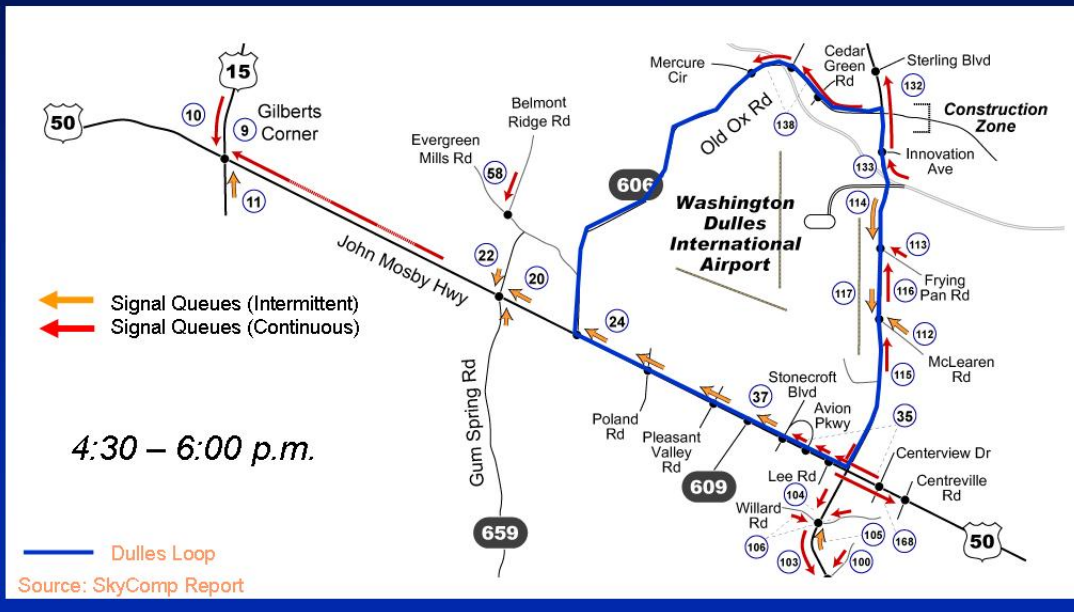 15
50
10
9
Gilberts
Corner
11
Evergreen
Mills Rd
Belmont
Ridge Rd
58
Mercure
Cir
Cedar
Green
Rd
Sterling Blvd
132
138
Old Ox Rd
Construction
Zone
Innovation
Ave
133
606
Washington
Dulles
International
Airport
114
113
Frying
Pan Rd
116
117
112
McLearen
Rd
115
John Mosby Hwy
22
20
24
Signal Queues (Intermittent)
Signal Queues (Continuous)
Gum Spring Rd
Poland
Rd
Pleasant
Valley
Rd
37
Stonecroft
Blvd
Avion
Pkwy
35
Centerview Dr
Centreville
Rd
609
Lee Rd
104
Willard
Rd
106
103
105
100
168
50
4:30 – 6:00 p.m.
659
Dulles Loop
Source: SkyComp Report